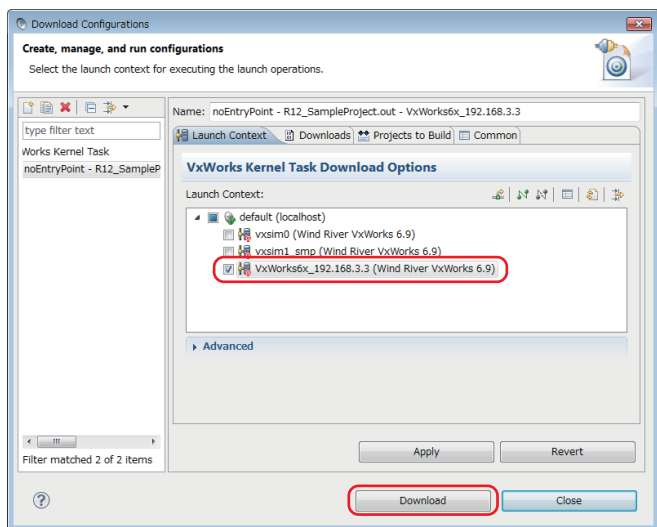 Download Configurations
Create, manage, and run configurations
Select the launch context for executing the launch operations.
type filter text
Works Kernel Task
noEntryPoint - R12_SampleP
Filter matched 2 of 2 items
Name: noEntryPoint - R12_SampleProject.out - VxWorks6x_192.168.3.3
Launch Context Downloads Projects to Build Common
VxWorks Kernel Task Download Options
Launch Context:
default (localhost)
vxsim0 (Wind River VxWorks 6.9)
vxsim1_smp (Wind River VxWorks 6.9)
VxWorks6x_192.168.3.3 (Wind River VxWorks 6.9)
Advanced
Apply Revert
Download Close